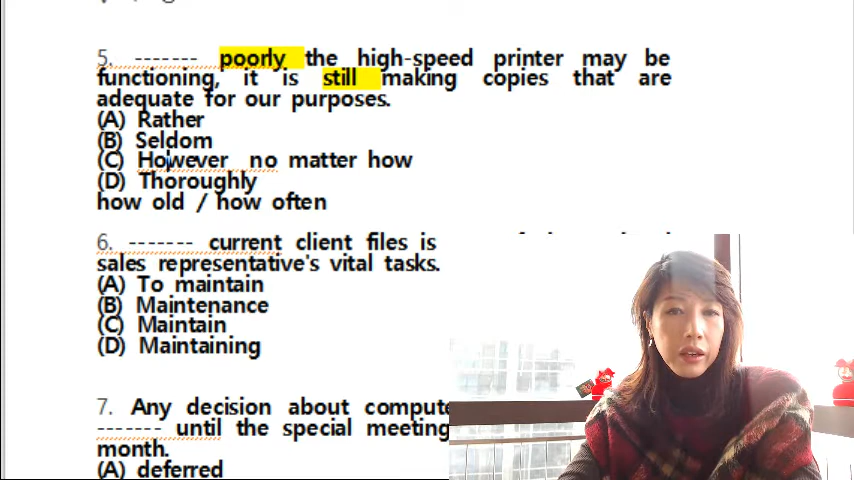 5. ------- poorly the high-speed printer may be
functioning, it is still making copies that are
adequate for our purposes.
(A) Rather
(B) Seldom
(C) However no matter how
(D) Thoroughly
how old / how often
6. ------- current client files is
sales representative's vital tasks.
(A) To maintain
(B) Maintenance
(C) Maintain
(D) Maintaining
7. Any decision about
------- until the special meeting
month.
(A) deferred